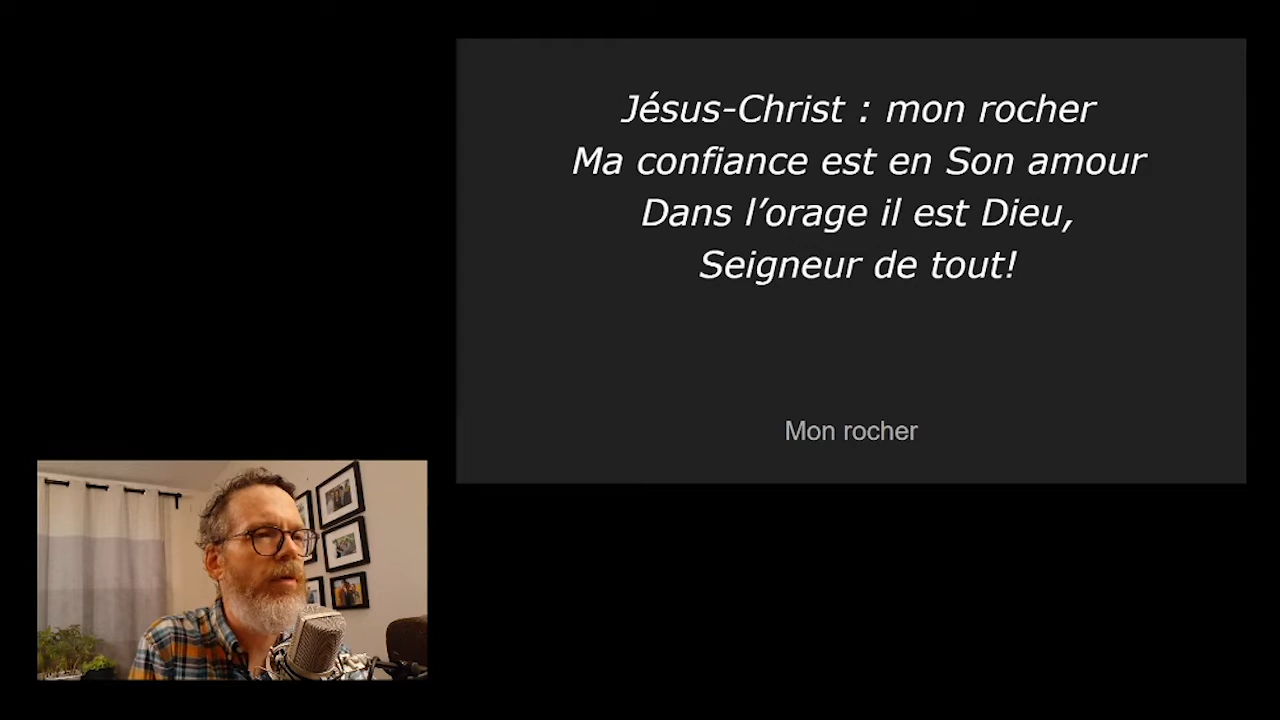 Jésus-Christ : mon rocher
Ma confiance est en Son amour
Dans l’orage il est Dieu,
Seigneur de tout!
Mon rocher